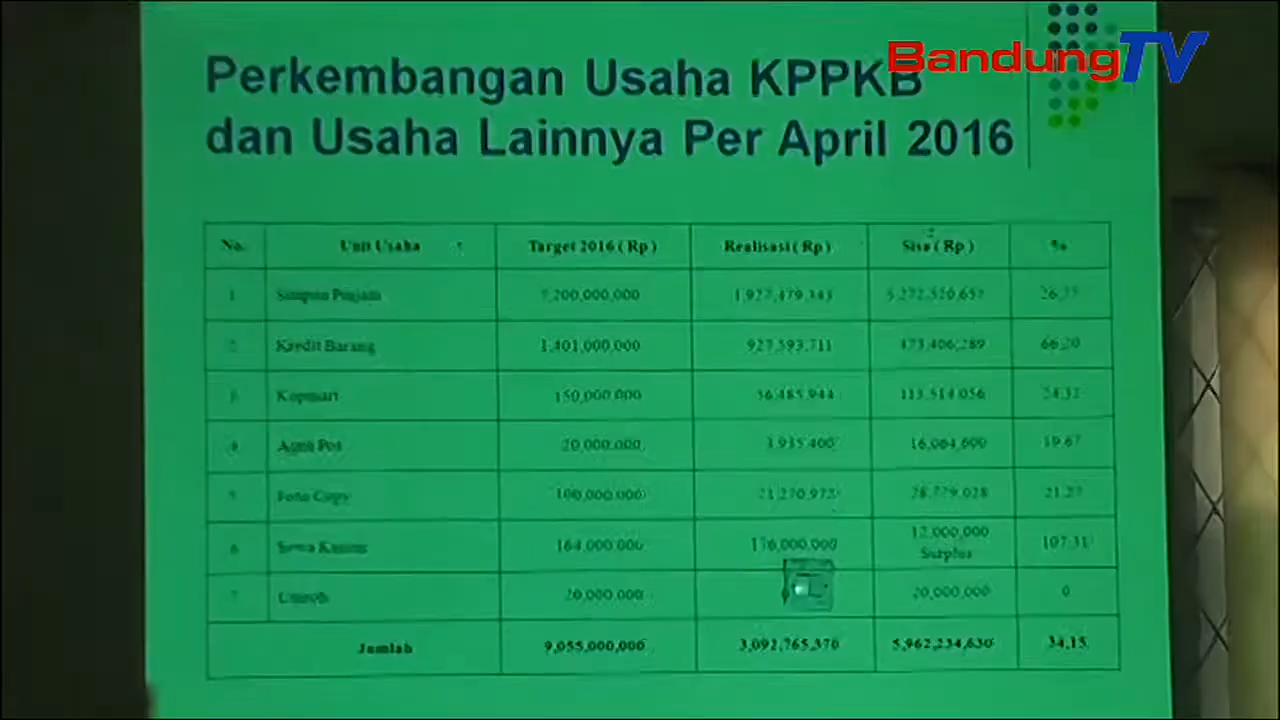 BandungTV
Perkembangan Usaha KPPKB
dan Usaha Lainnya Per April 2016
No. Unit Usaha Target 2016 ( Rp ) Realisasi ( Rp ) Sisa ( Rp ) %
1 Simpan Pinjam 7,200,000,000 1,927,479,343 5,272,520,657
2 Kredit Barang 1,401,000,000 927,593,711 473,406,289 66,20
3 Kopmart 150,000,000 36,485,944 113,514,056 24,32
4 Agen Pos 20,000,000 3,935,400 16,064,600 19,67
5 Foto Copy 100,000,000 21,270,972 78,729,028 21,27
6 Sewa 164,000,000 176,000,000 12,000,000 107,31
Surplus
7 Umroh 20,000,000 20,000,000 0
Jumlah 9,055,000,000 3,092,765,370 5,962,234,630 34,15